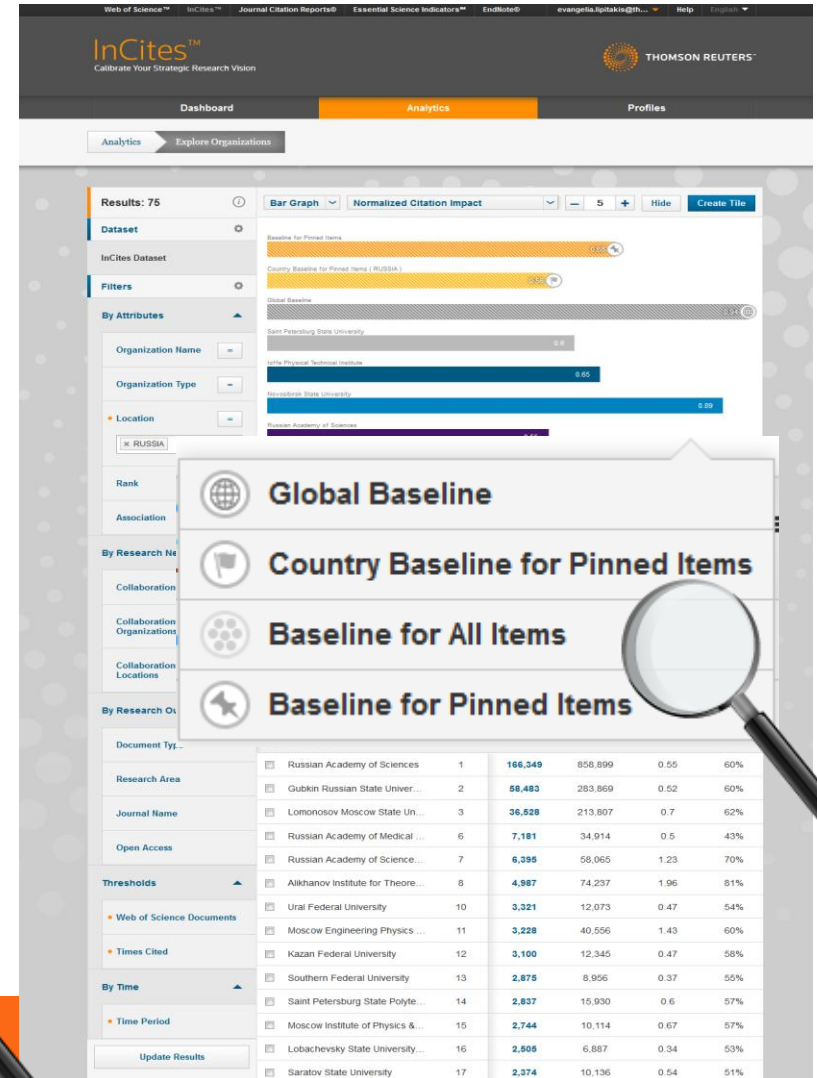 Web of Science™ InCites™ Journal Citation Reports® Essential Science Indicators℠ EndNote® evangelia.lipitakis@th... Help English
InCites™
Calibrate Your Strategic Research Vision
THOMSON REUTERS™
Dashboard Analytics Profiles
Analytics Explore Organizations
Results: 75
Bar Graph Normalized Citation Impact – 5 + Hide Create Tile
Dataset
InCites Dataset
Filters
By Attributes
Organization Name
Organization Type
Location
× RUSSIA
Rank
Association
By Research Ne
Collaboration
Collaboration
Organizations
Collaboration
Locations
By Research Ou
Document Typ
Research Area
Journal Name
Open Access
Thresholds
Web of Science Documents
Times Cited
By Time
Time Period
Update Results
Baseline for Pinned Items
Country Baseline for Pinned Items ( RUSSIA )
0.58
Global Baseline
Saint Petersburg State University
0.6
Ioffe Physical Technical Institute
0.65
Novosibirsk State University
0.89
Russian Academy of Sciences
Global Baseline
Country Baseline for Pinned Items
Baseline for All Items
Baseline for Pinned Items
Russian Academy of Sciences 1 166,349 858,899 0.55 60%
Gubkin Russian State Univer... 2 58,483 283,869 0.52 60%
Lomonosov Moscow State Un... 3 36,528 213,807 0.7 62%
Russian Academy of Medical ... 6 7,181 34,914 0.5 43%
Russian Academy of Science... 7 6,395 58,065 1.23 70%
Alikhanov Institute for Theore... 8 4,987 74,237 1.96 81%
Ural Federal University 10 3,321 12,073 0.47 54%
Moscow Engineering Physics ... 11 3,228 40,556 1.43 60%
Kazan Federal University 12 3,100 12,345 0.47 58%
Southern Federal University 13 2,875 8,956 0.37 55%
Saint Petersburg State Polyte... 14 2,837 15,930 0.6 57%
Moscow Institute of Physics &... 15 2,744 10,114 0.67 57%
Lobachevsky State University... 16 2,505 6,887 0.34 53%
Saratov State University 17 2,374 10,136 0.54 51%